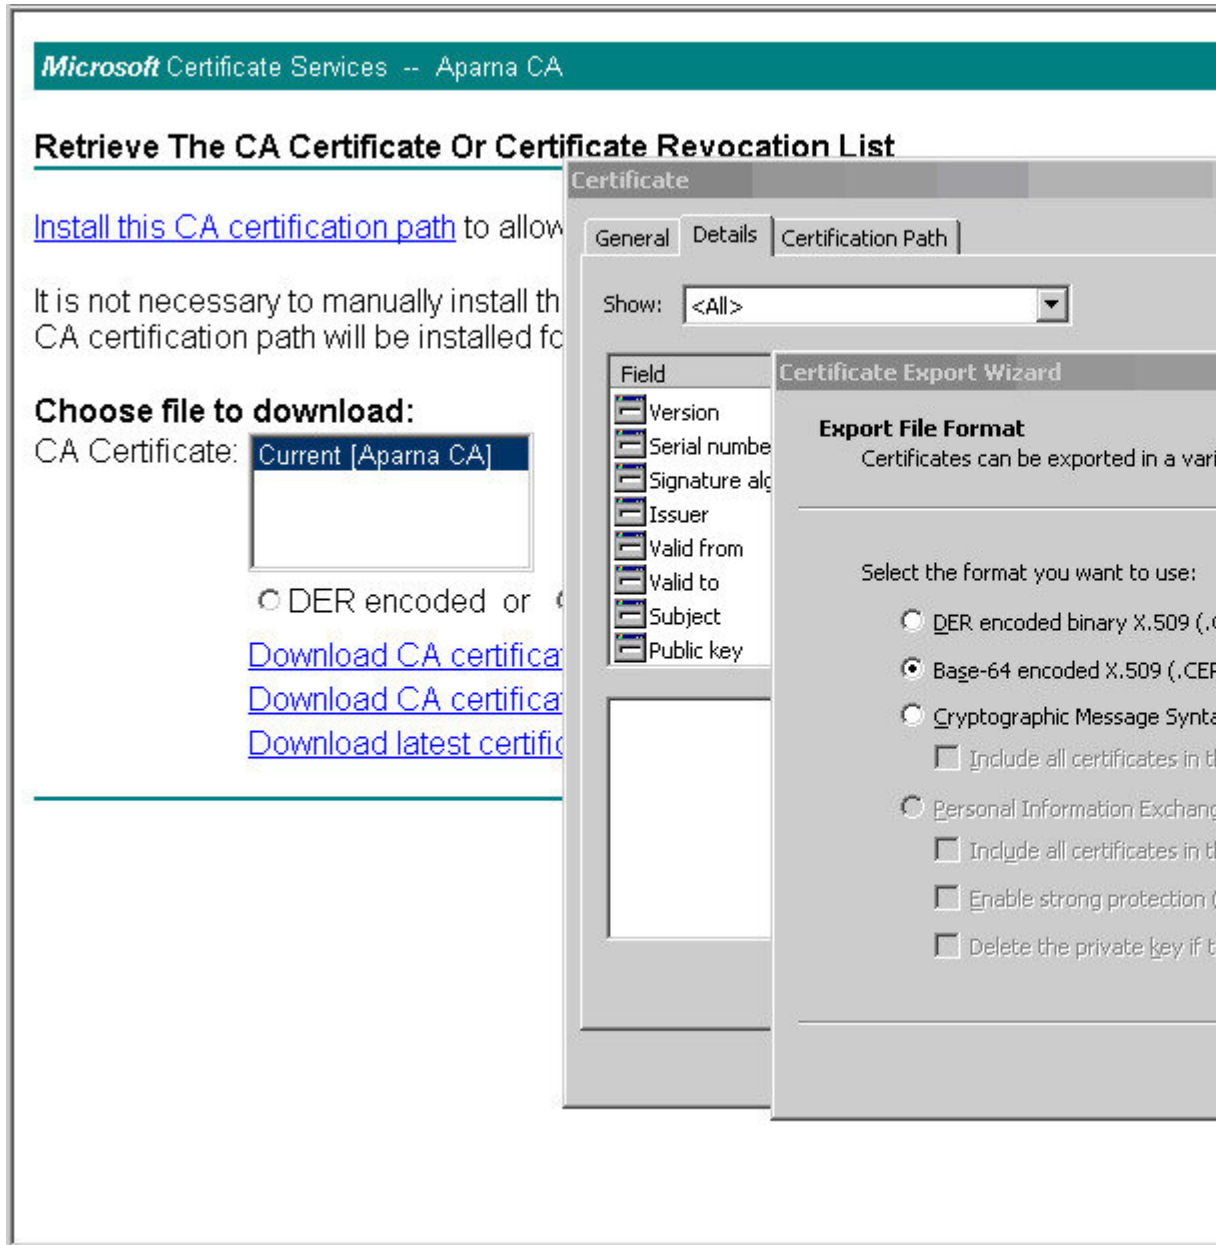 Microsoft Certificate Services -- Aparna CA
Retrieve The CA Certificate Or Certificate Revocation List
Install this CA certification path to allow
It is not necessary to manually install th
CA certification path will be installed fo
Choose file to download:
CA Certificate:
Current [Aparna CA]
DER encoded or
Download CA certifica
Download CA certifica
Download latest certific
Certificate
General
Details
Certification Path
Show:
<All>
Field
Version
Serial numbe
Signature alg
Issuer
Valid from
Valid to
Subject
Public key
Certificate Export Wizard
Export File Format
Certificates can be exported in a vari
Select the format you want to use:
DER encoded binary X.509 (.C
Base-64 encoded X.509 (.CER
Cryptographic Message Synta
Include all certificates in th
Personal Information Exchang
Include all certificates in th
Enable strong protection (
Delete the private key if t